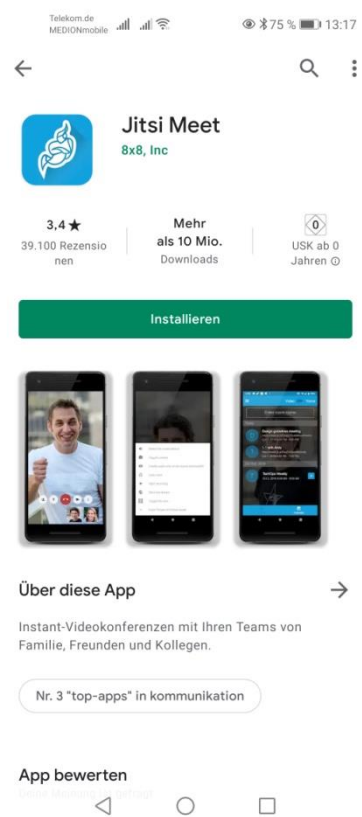 Telekom.de
MEDIONmobile
75 % 13:17
Jitsi Meet
8x8, Inc
3,4★
39.100 Rezensio
nen
Mehr
als 10 Mio.
Downloads
0
USK ab 0
Jahren
Installieren
Über diese App
Instant-Videokonferenzen mit Ihren Teams von
Familie, Freunden und Kollegen.
Nr. 3 "top-apps" in kommunikation
App bewerten